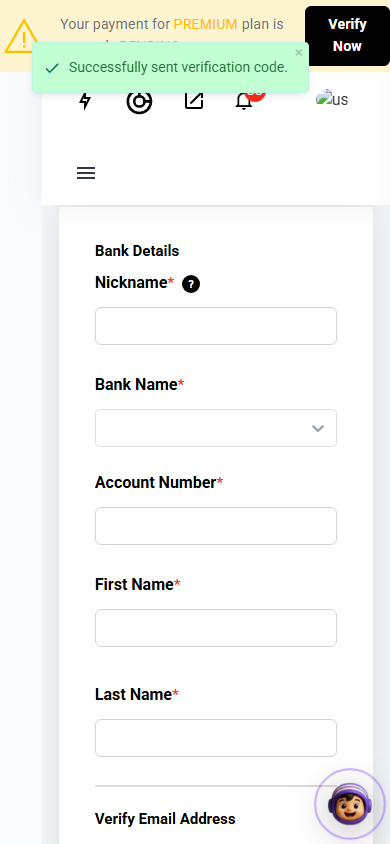 Your payment for PREMIUM plan is
Verify
Now
Successfully sent verification code.
×
us
Bank Details
Nickname* ?
Bank Name*
Account Number*
First Name*
Last Name*
Verify Email Address